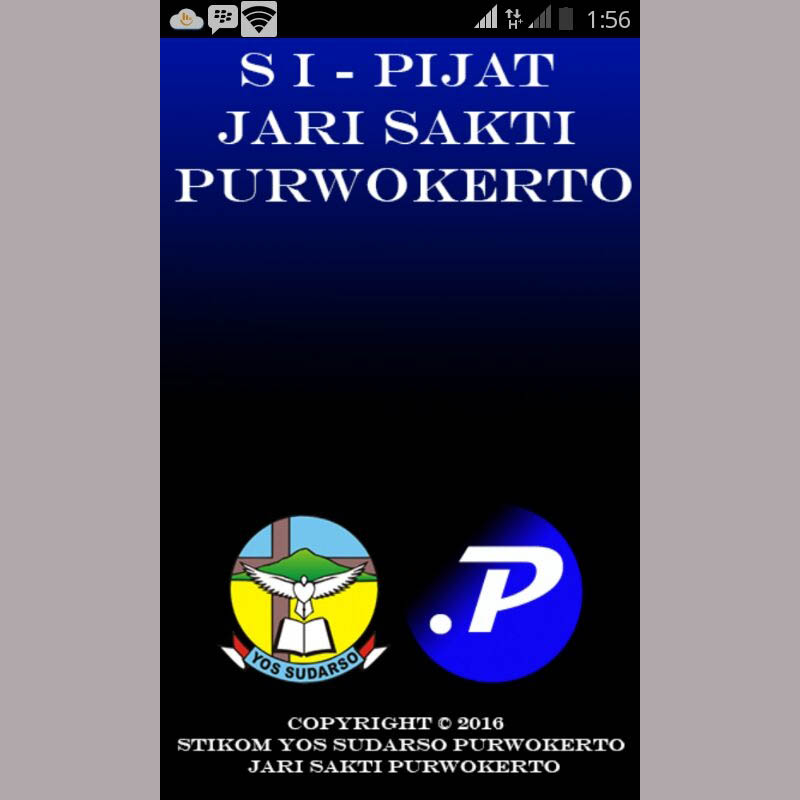 1:56
H+
S I - PIJAT
JARI SAKTI
PURWOKERTO
YOS SUDARSO
.P
COPYRIGHT © 2016
STIKOM YOS SUDARSO PURWOKERTO
JARI SAKTI PURWOKERTO